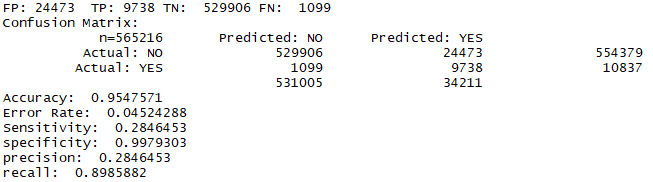 FP: 24473 TP: 9738 TN: 529906 FN: 1099
Confusion Matrix:
n=565216 Predicted: NO Predicted: YES
Actual: NO 529906 24473 554379
Actual: YES 1099 9738 10837
531005 34211
Accuracy: 0.9547571
Error Rate: 0.04524288
Sensitivity: 0.2846453
specificity: 0.9979303
precision: 0.2846453
recall: 0.8985882